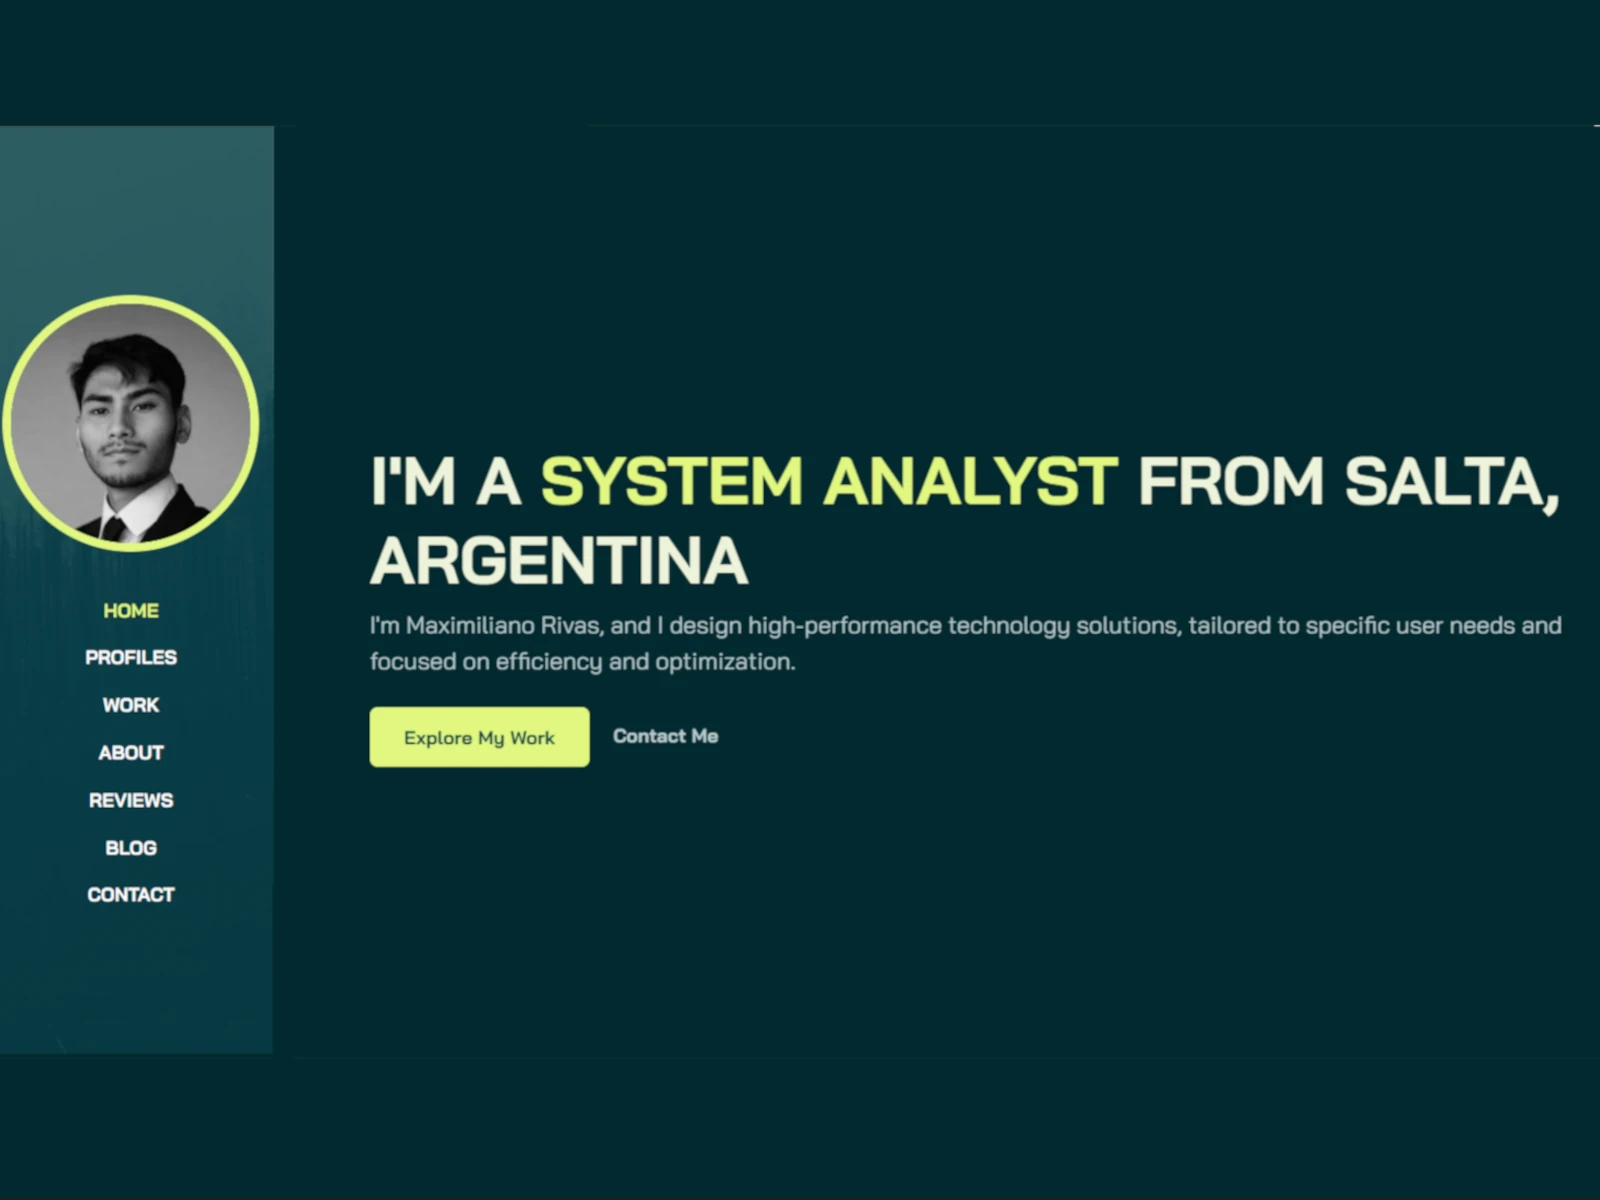 HOME
PROFILES
WORK
ABOUT
REVIEWS
BLOG
CONTACT
I'M A SYSTEM ANALYST FROM SALTA,
ARGENTINA
I'm Maximiliano Rivas, and I design high-performance technology solutions, tailored to specific user needs and
focused on efficiency and optimization.
Explore My Work
Contact Me